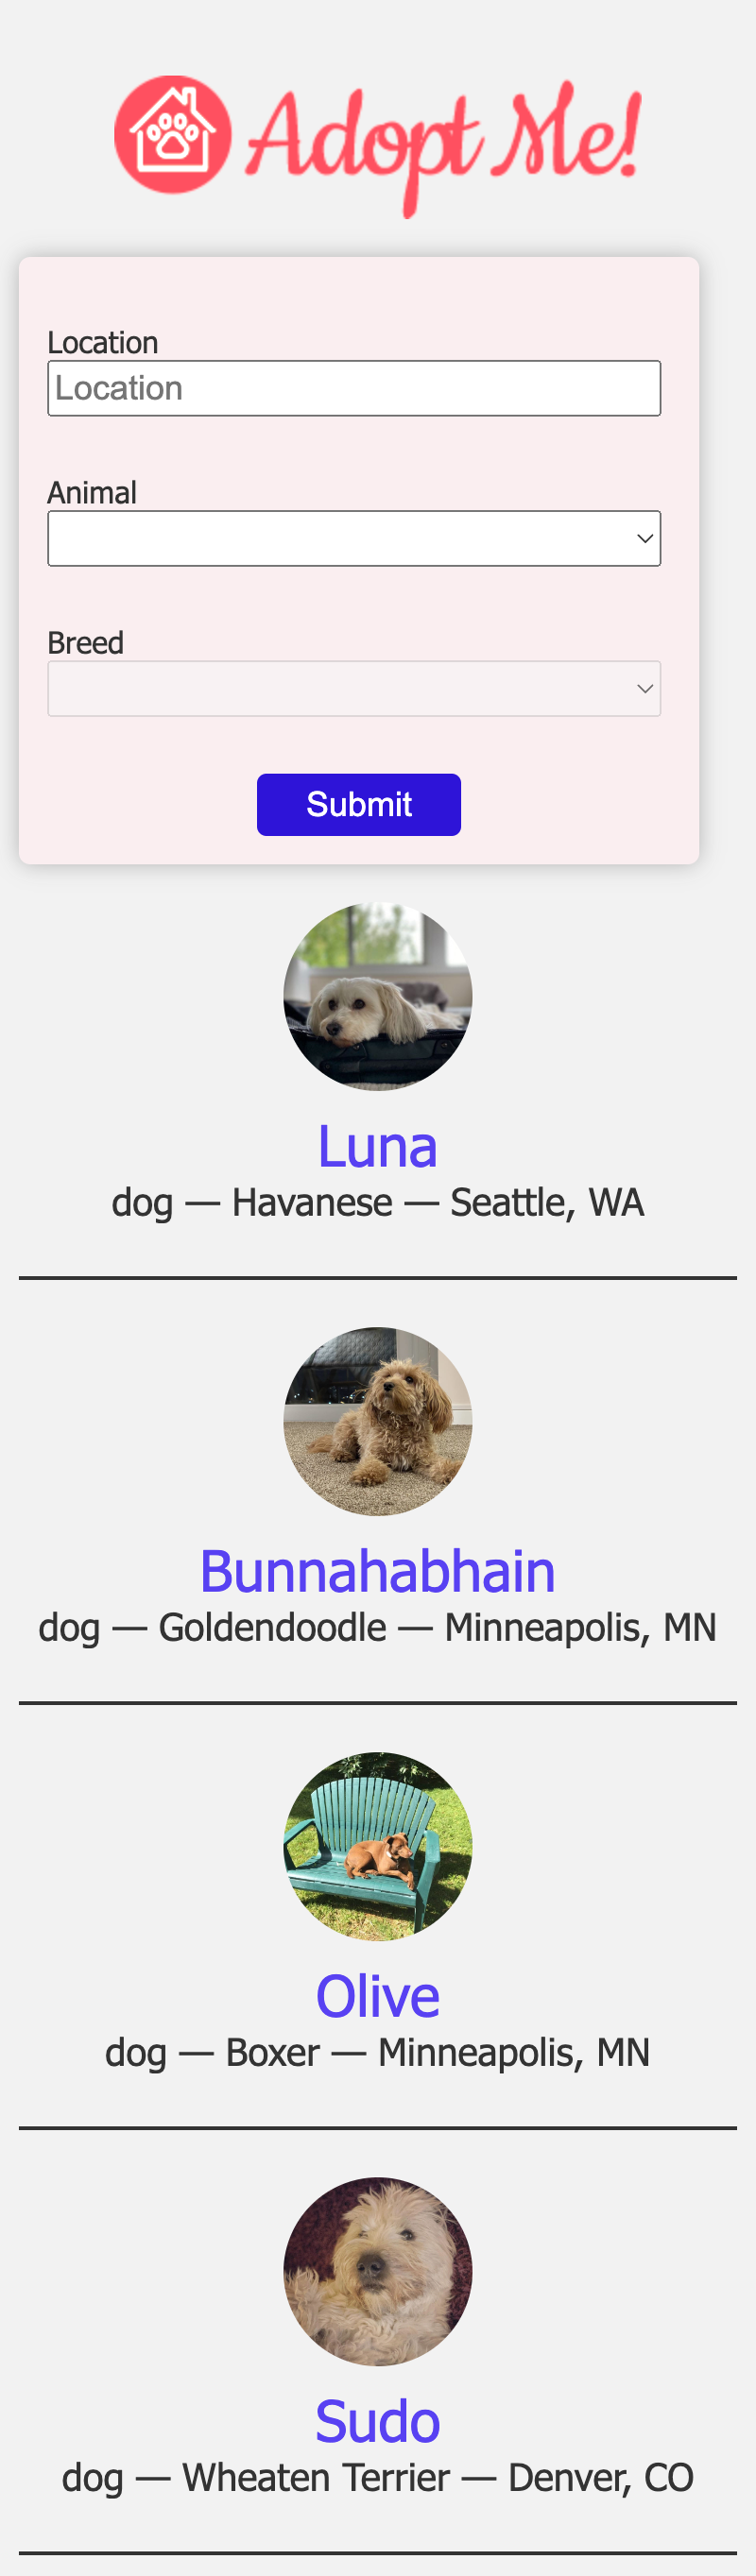 Adopt Me!
Location
Location
Animal
Breed
Submit
Luna
dog — Havanese — Seattle, WA
Bunnahabhain
dog — Goldendoodle — Minneapolis, MN
Olive
dog — Boxer — Minneapolis, MN
Sudo
dog — Wheaten Terrier — Denver, CO